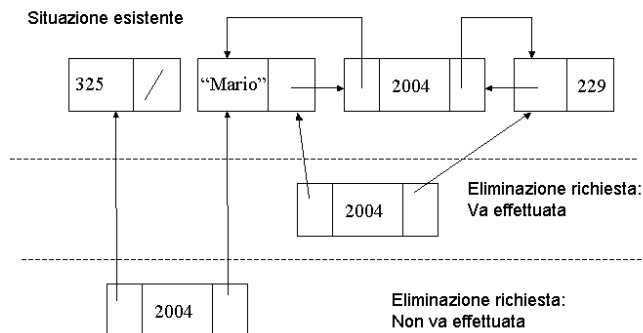 Situazione esistente
325 “Mario” 2004 229
2004
Eliminazione richiesta:
Va effettuata
2004
Eliminazione richiesta:
Non va effettuata